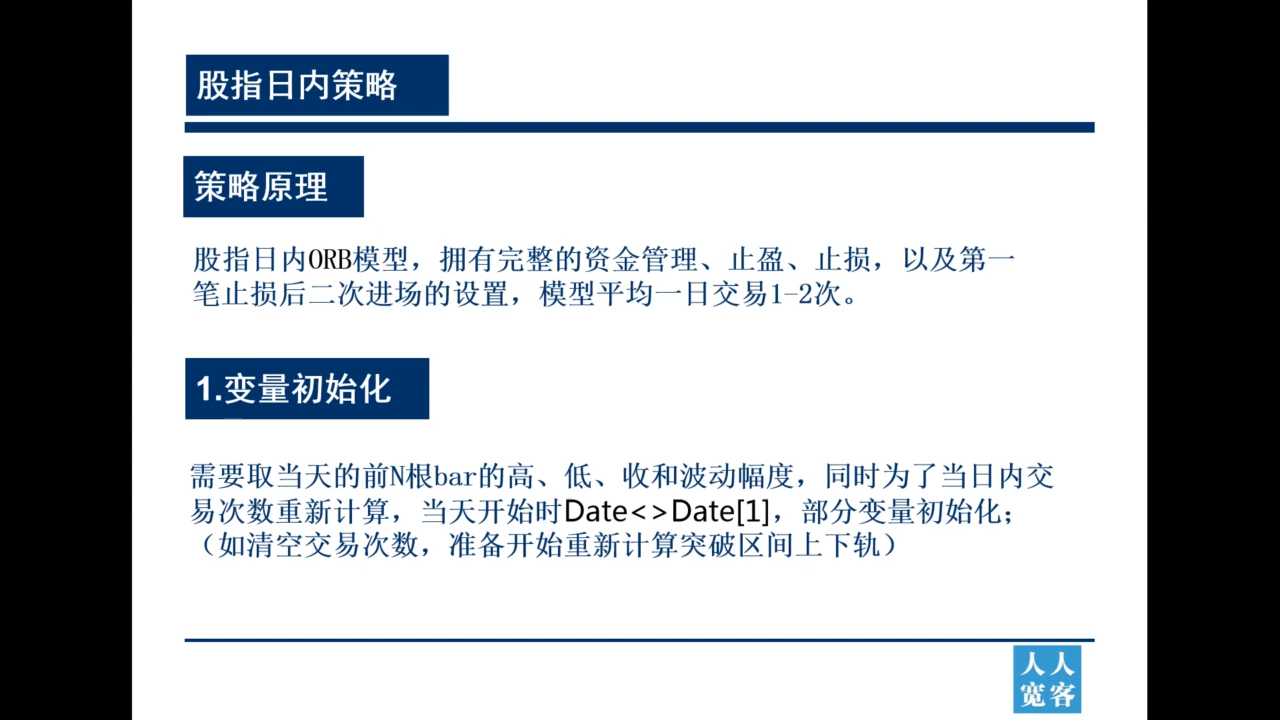 股指日内策略
策略原理
股指日内ORB模型，拥有完整的资金管理、止盈、止损，以及第一
笔止损后二次进场的设置，模型平均一日交易1-2次。
1.变量初始化
需要取当天的前N根bar的高、低、收和波动幅度，同时为了当日内交
易次数重新计算，当天开始时Date<>Date[1]，部分变量初始化；
（如清空交易次数，准备开始重新计算突破区间上下轨）
人人
宽客